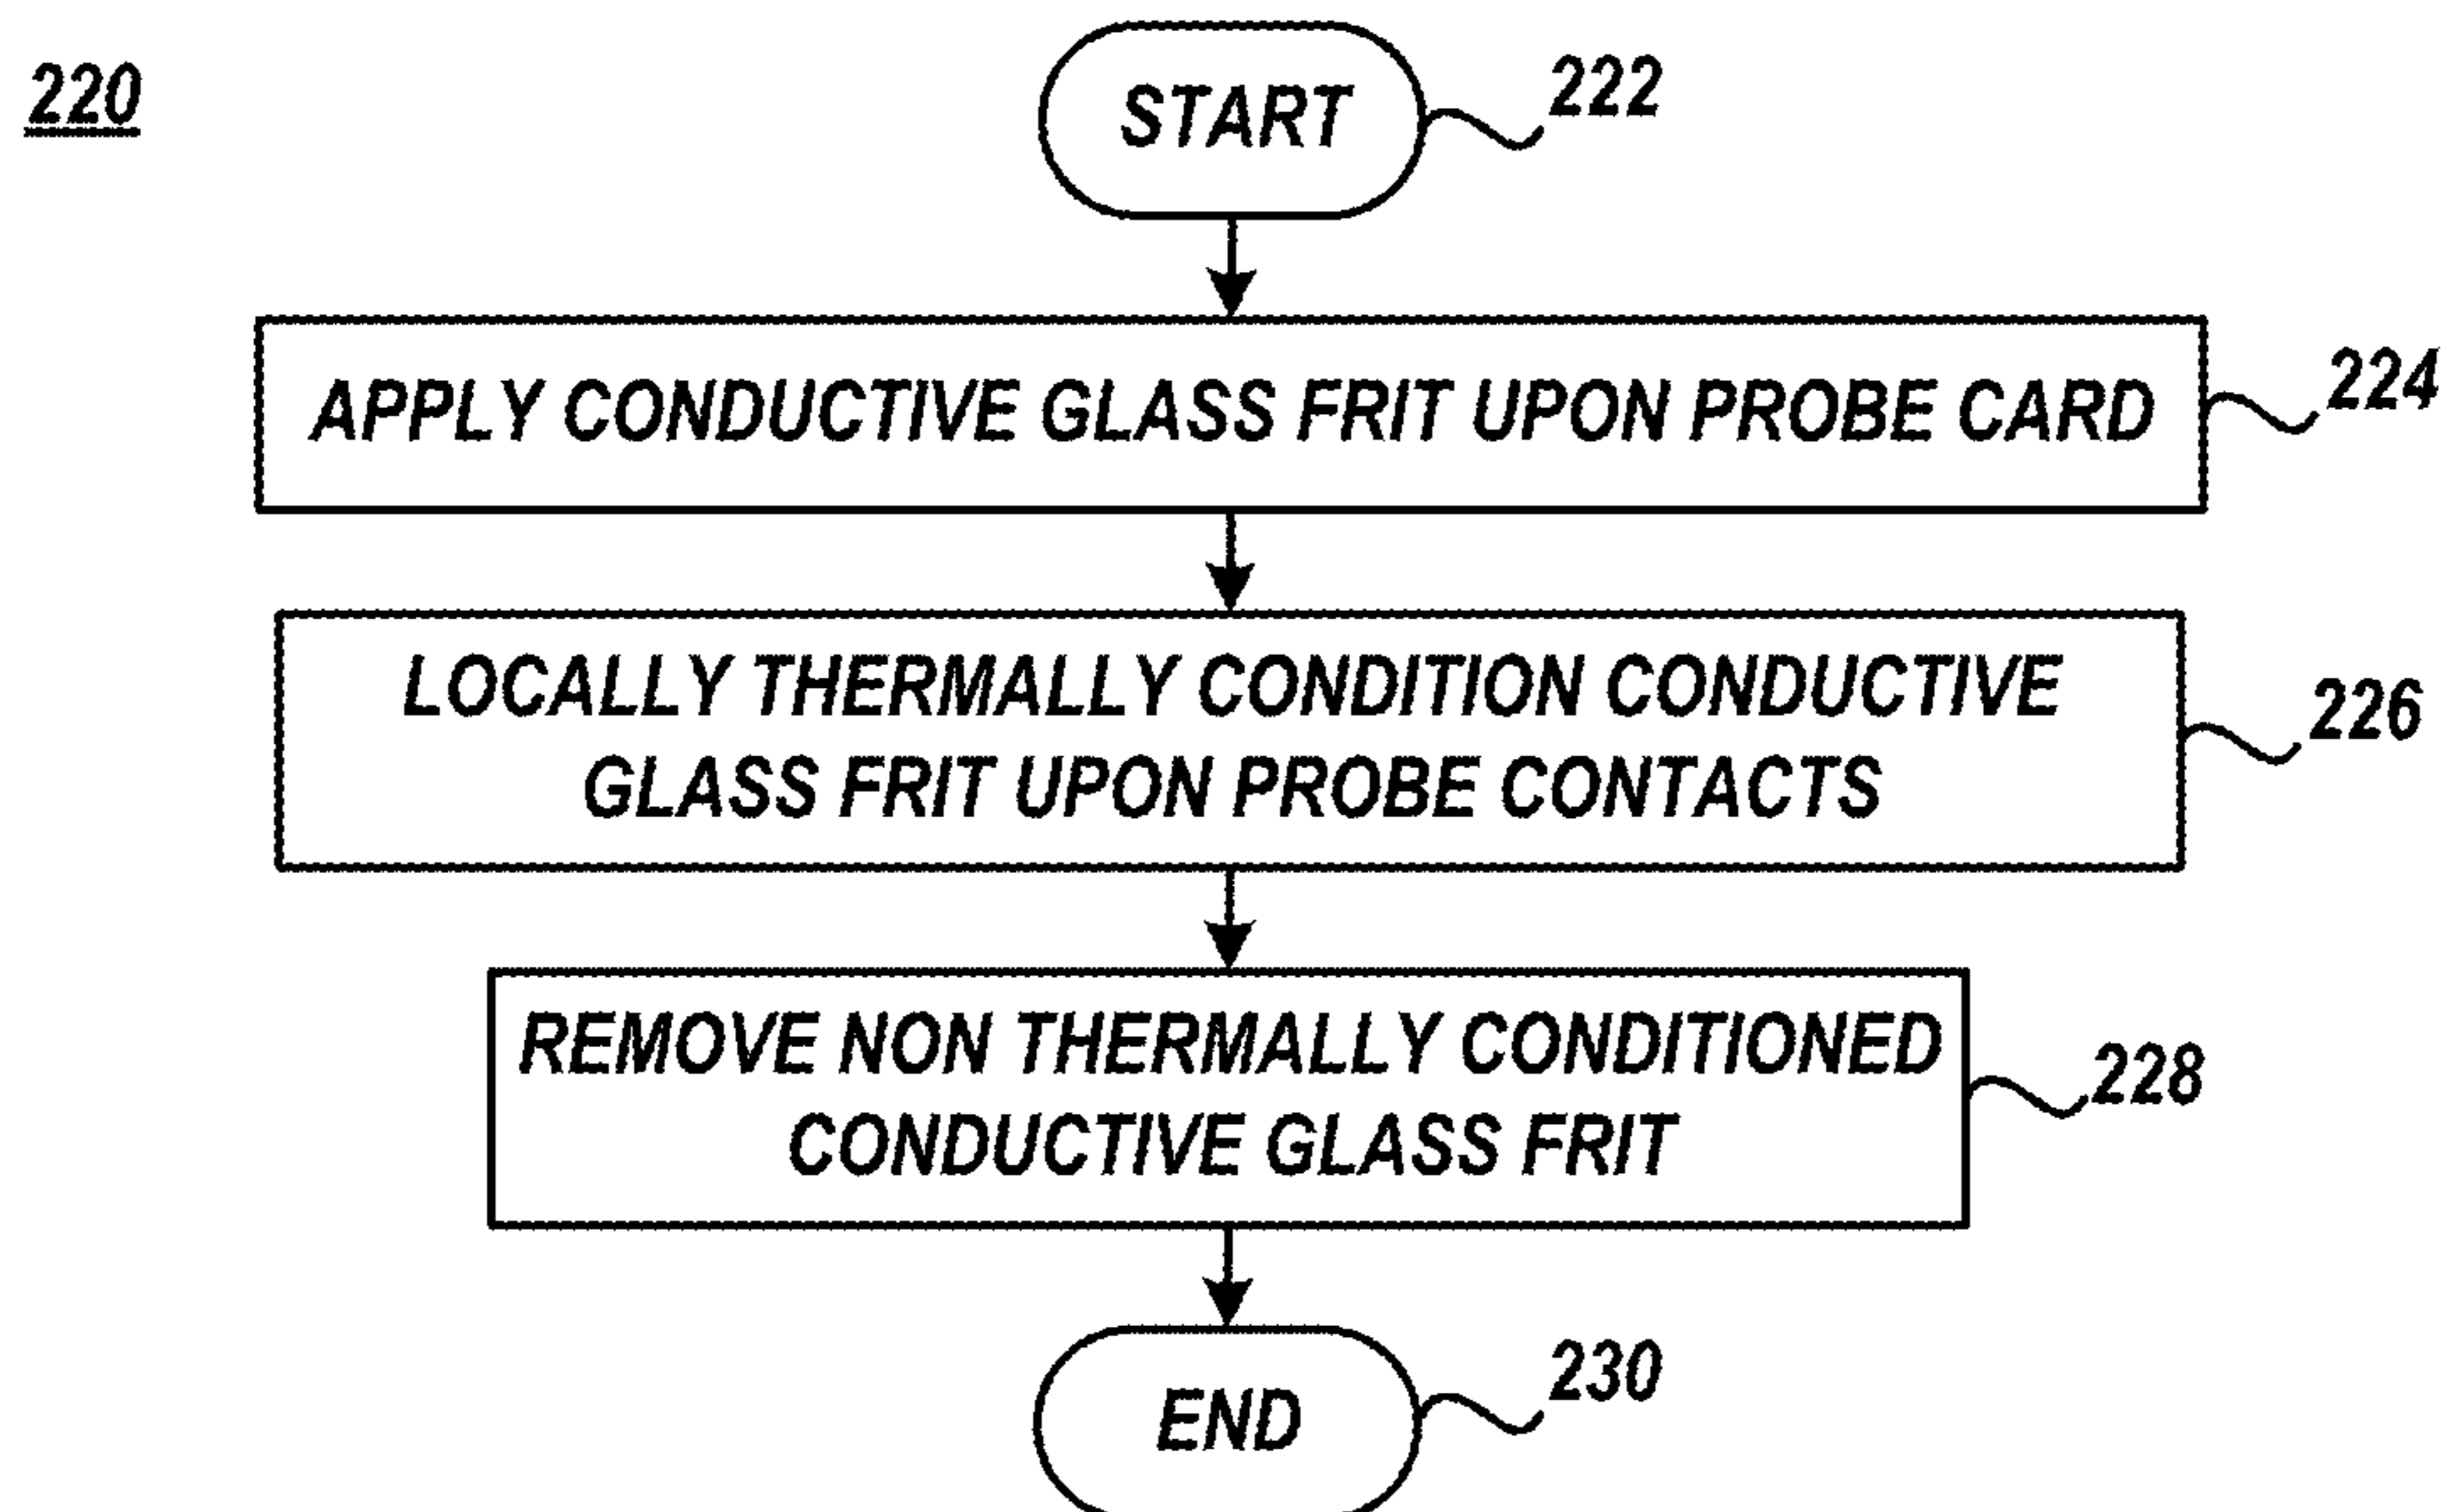 220
START
222
APPLY CONDUCTIVE GLASS FRIT UPON PROBE CARD
224
LOCALLY THERMALLY CONDITION CONDUCTIVE
GLASS FRIT UPON PROBE CONTACTS
226
REMOVE NON THERMALLY CONDITIONED
CONDUCTIVE GLASS FRIT
228
END
230